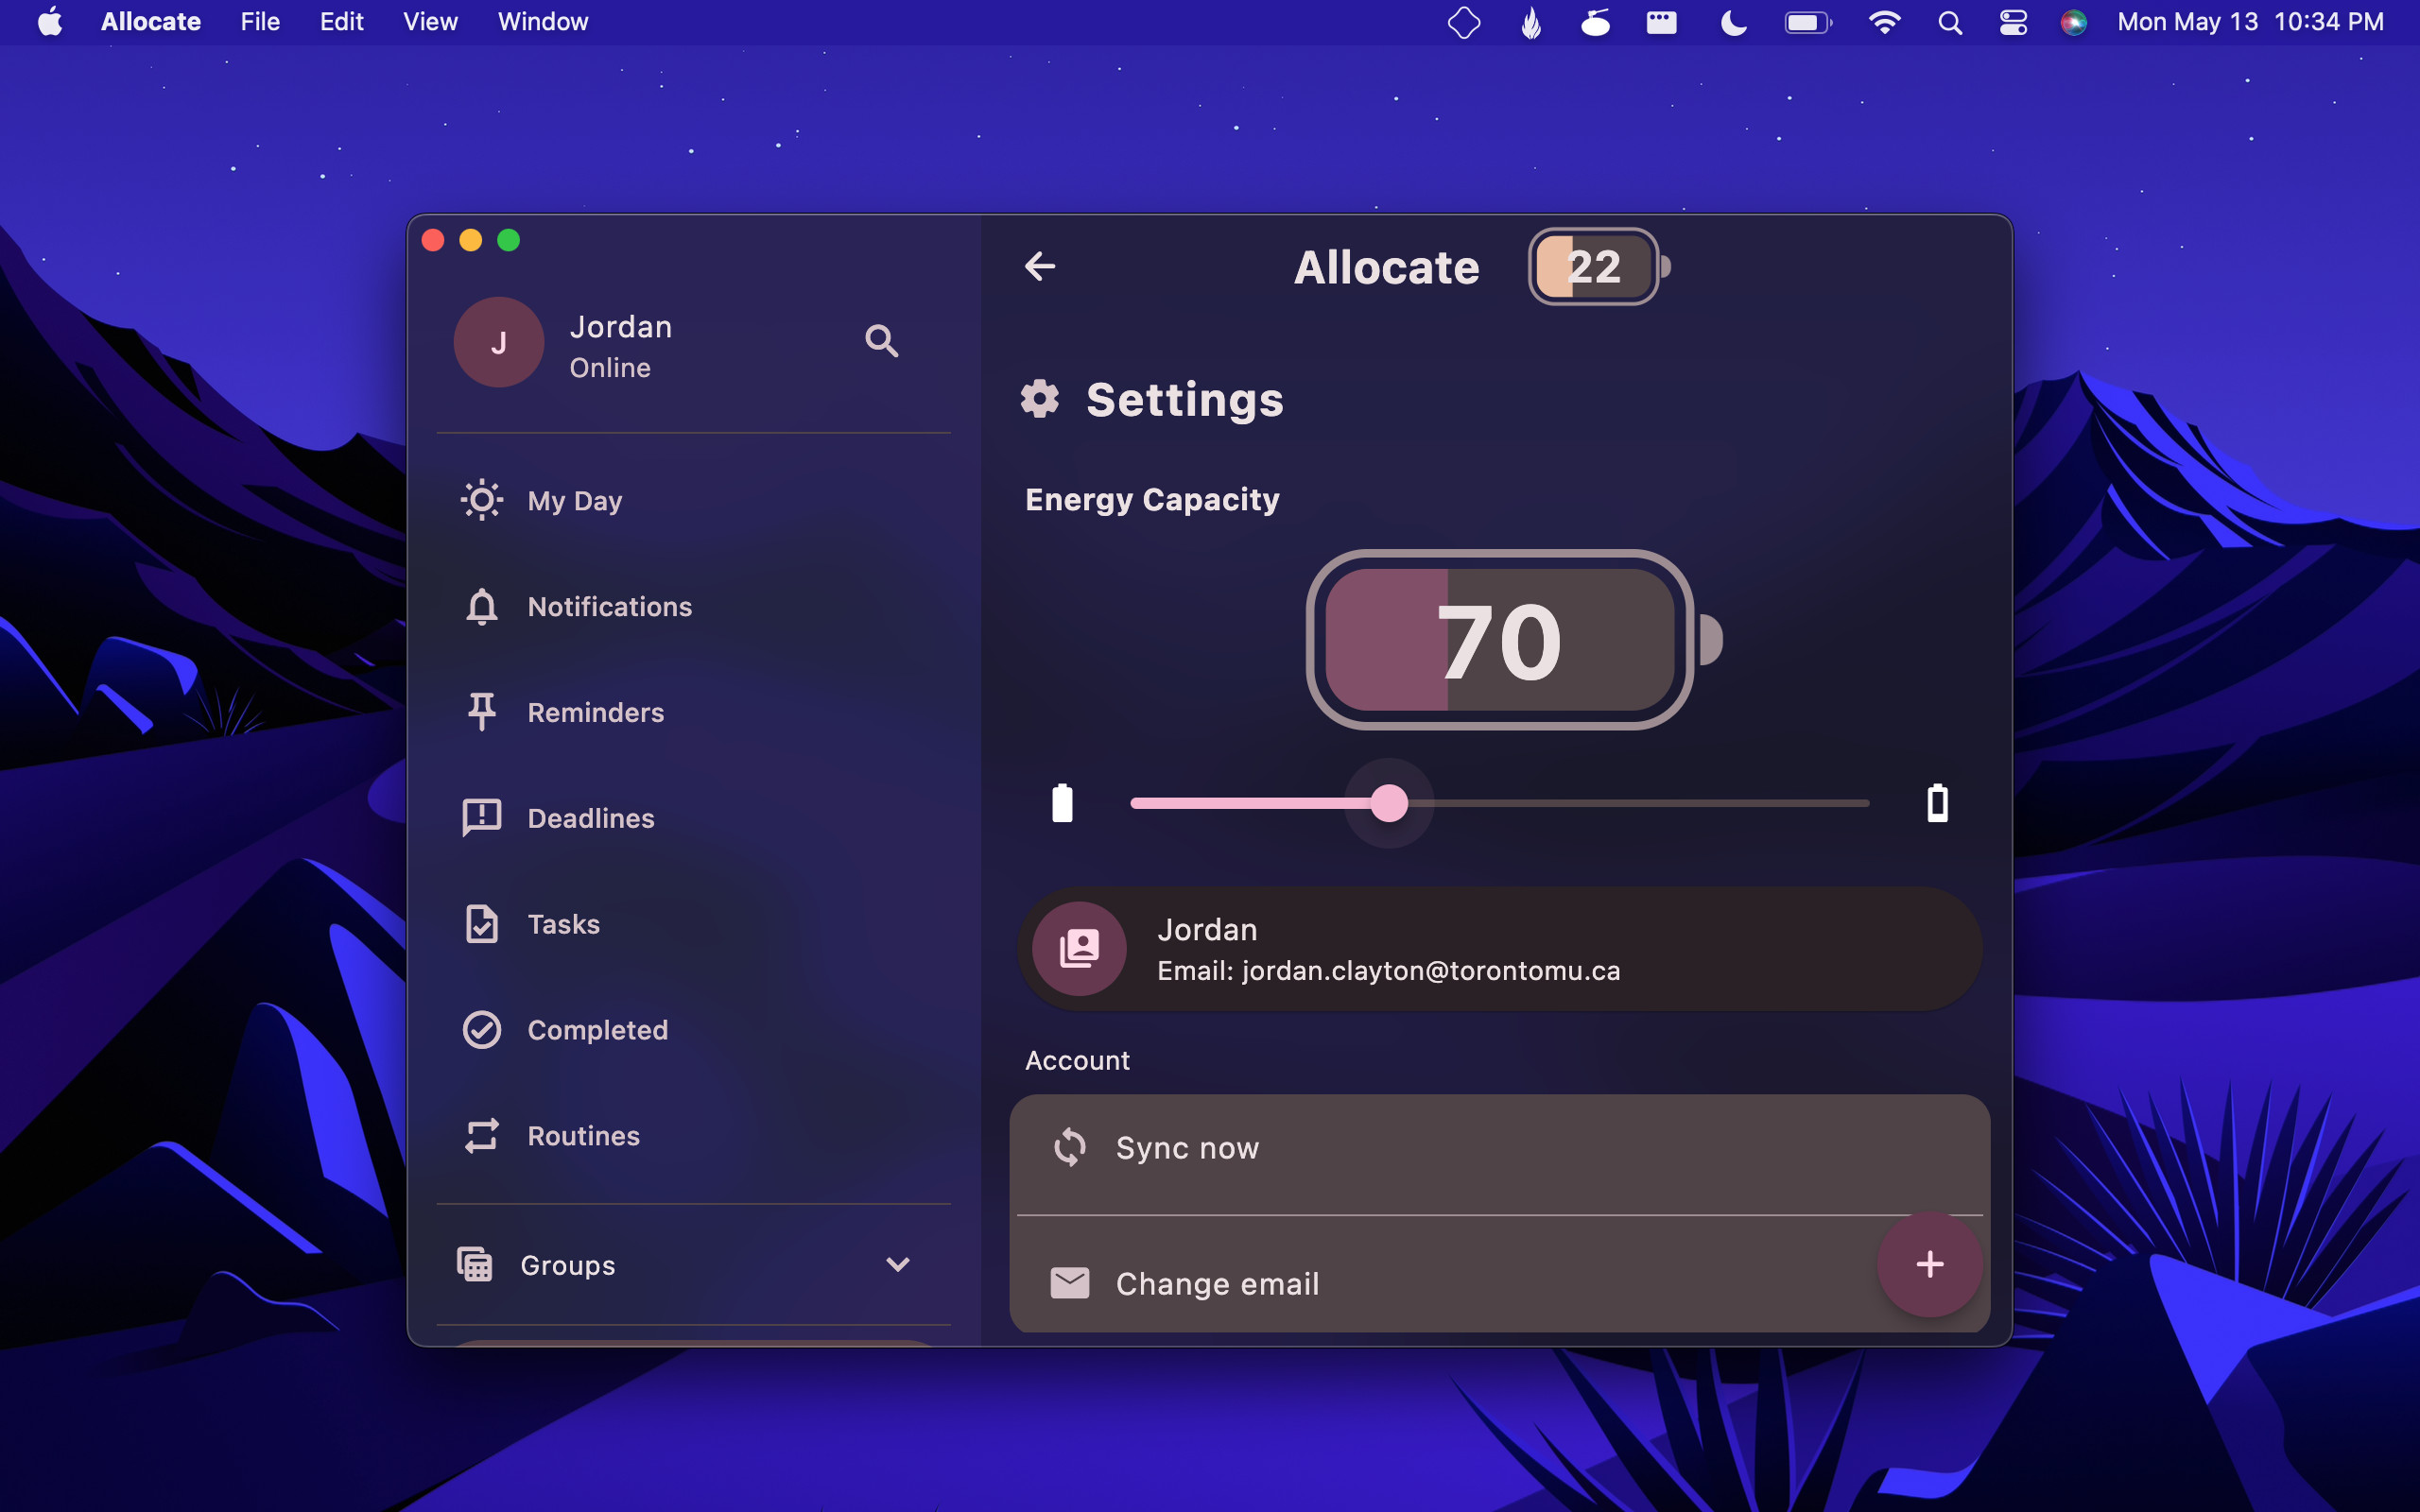 Allocate File Edit View Window Mon May 13 10:34 PM
Allocate 22
J
Jordan
Online
My Day
Notifications
Reminders
Deadlines
Tasks
Completed
Routines
Groups
Settings
Energy Capacity
70
Jordan
Email: jordan.clayton@torontomu.ca
Account
Sync now
Change email